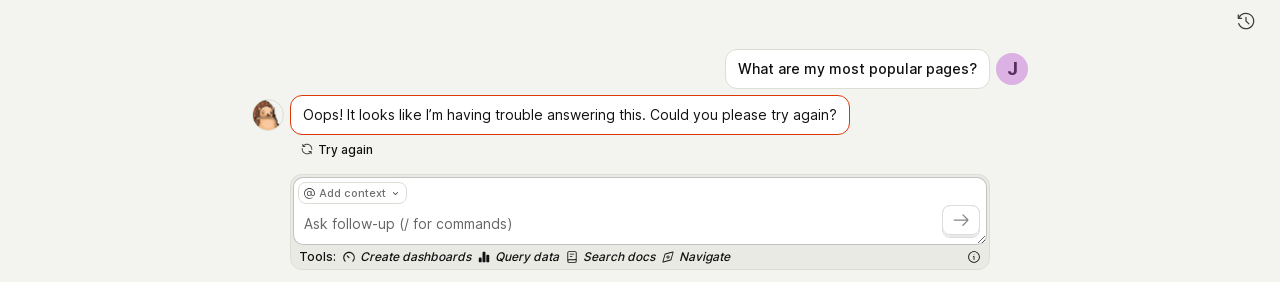 What are my most popular pages?
J
Oops! It looks like I’m having trouble answering this. Could you please try again?
Try again
@ Add context
Ask follow-up (/ for commands)
Tools: Create dashboards Query data Search docs Navigate